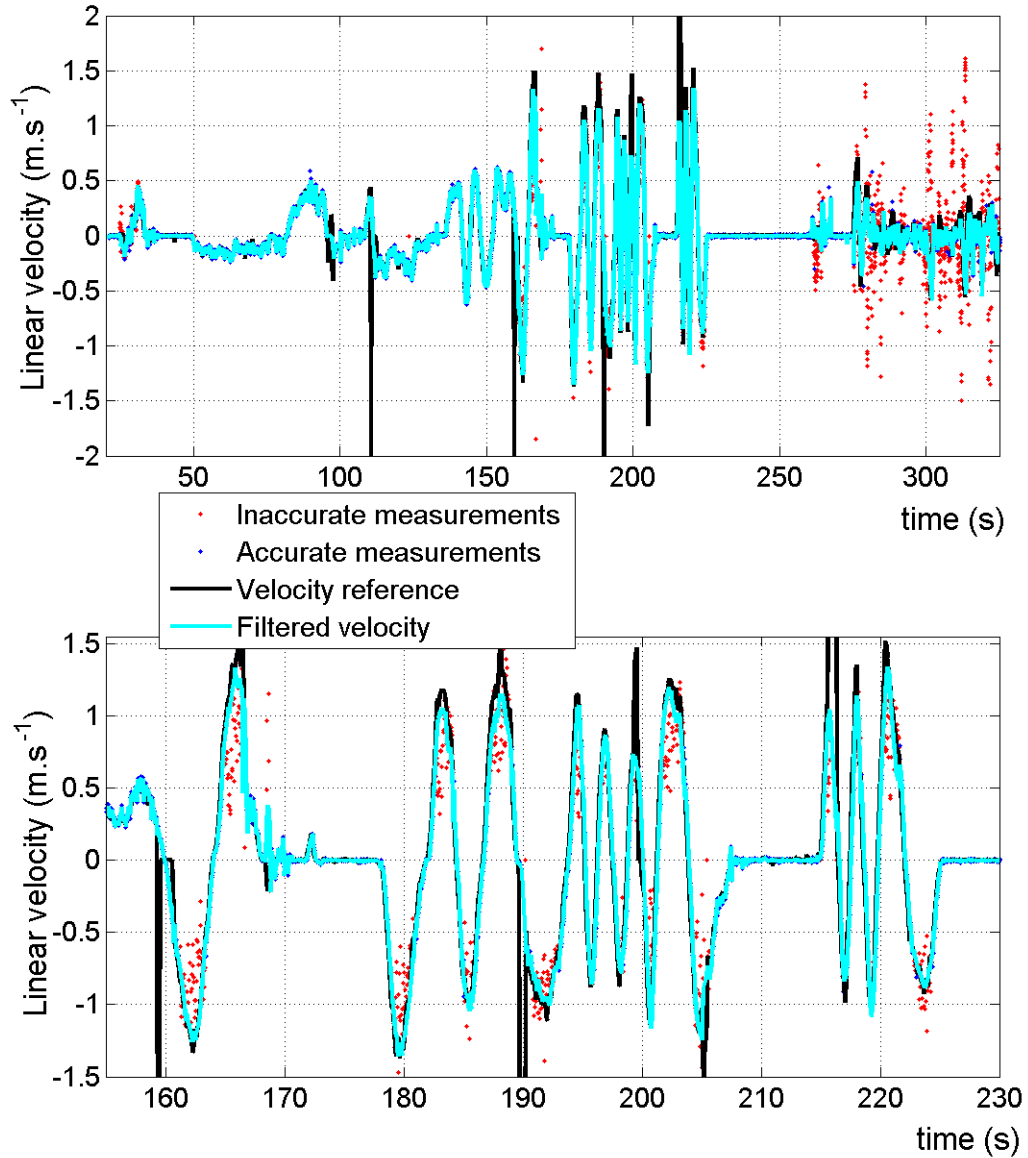 2
1.5
1
0.5
0
-0.5
-1
-1.5
-2
Linear velocity (m.s⁻¹)
50 100 150 200 250 300
time (s)
Inaccurate measurements
Accurate measurements
Velocity reference
Filtered velocity
1.5
1
0.5
0
-0.5
-1
-1.5
Linear velocity (m.s⁻¹)
160 170 180 190 200 210 220 230
time (s)